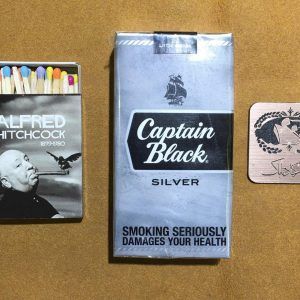 ALFRED
HITCHCOCK
1899-1980
Captain
Black
SILVER
SMOKING SERIOUSLY
DAMAGES YOUR HEALTH